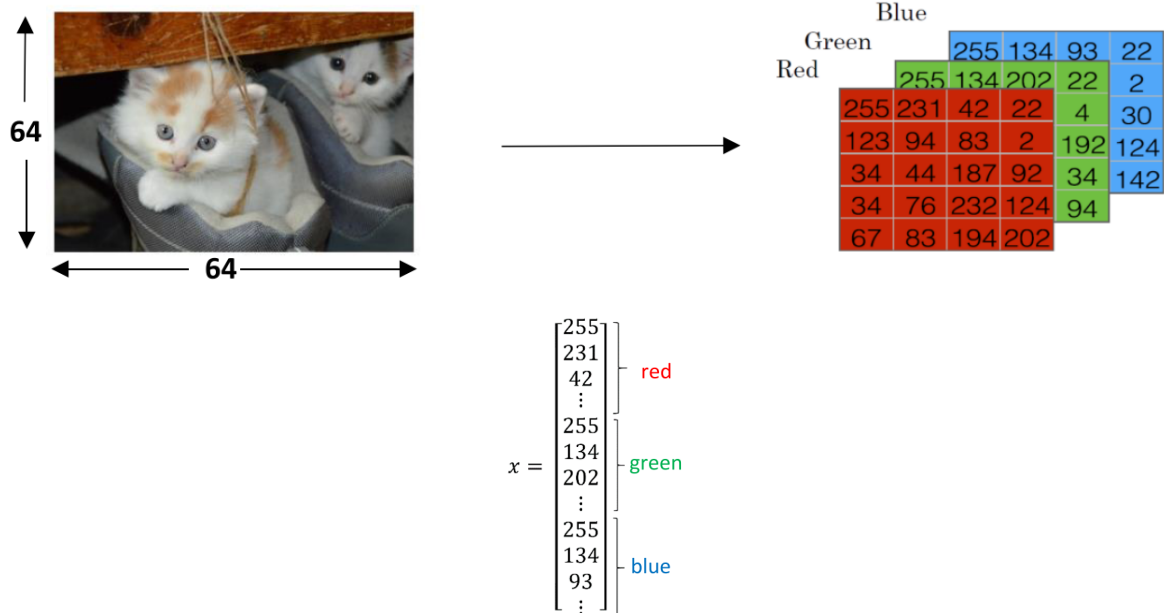 Blue
Green
Red
255 134 93 22
255 134 202 22 2
255 231 42 22 4 30
123 94 83 2 192 124
34 44 187 92 34 142
34 76 232 124 94
67 83 194 202
64
64
x =
255
231
42
⋮
red
255
134
202
⋮
green
255
134
93
⋮
blue